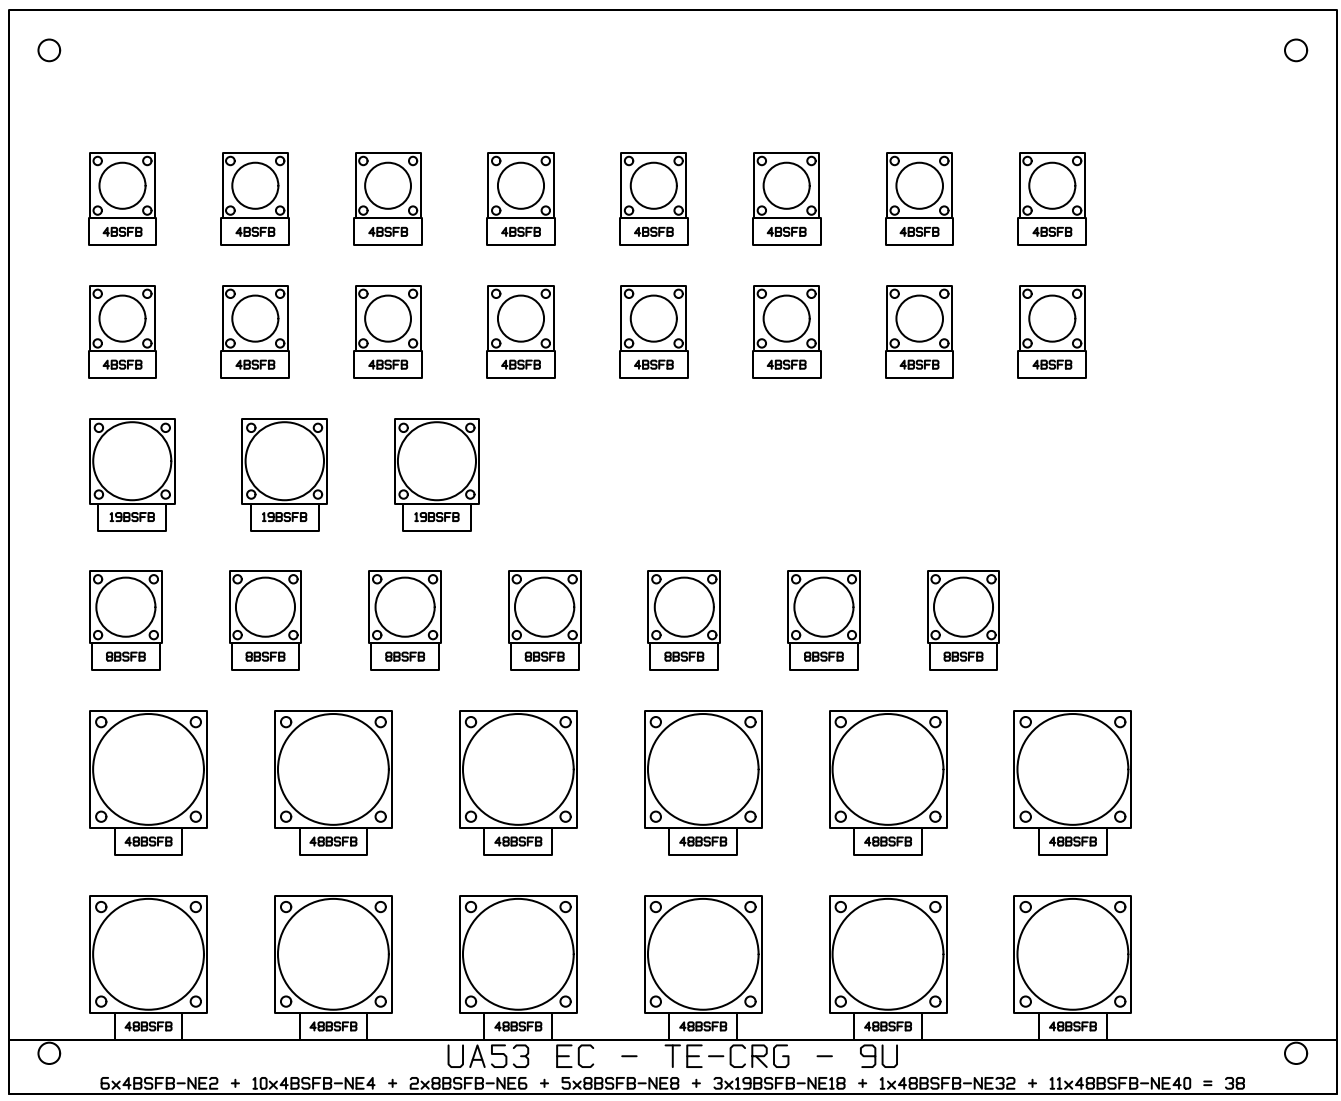 4BSFB 4BSFB 4BSFB 4BSFB 4BSFB 4BSFB 4BSFB 4BSFB
4BSFB 4BSFB 4BSFB 4BSFB 4BSFB 4BSFB 4BSFB 4BSFB
19BSFB 19BSFB 19BSFB
8BSFB 8BSFB 8BSFB 8BSFB 8BSFB 8BSFB 8BSFB
48BSFB 48BSFB 48BSFB 48BSFB 48BSFB 48BSFB
48BSFB 48BSFB 48BSFB 48BSFB 48BSFB 48BSFB
UA53 EC - TE-CRG - 9U
6x4BSFB-NE2 + 10x4BSFB-NE4 + 2x8BSFB-NE6 + 5x8BSFB-NE8 + 3x19BSFB-NE18 + 1x48BSFB-NE32 + 11x48BSFB-NE40 = 38